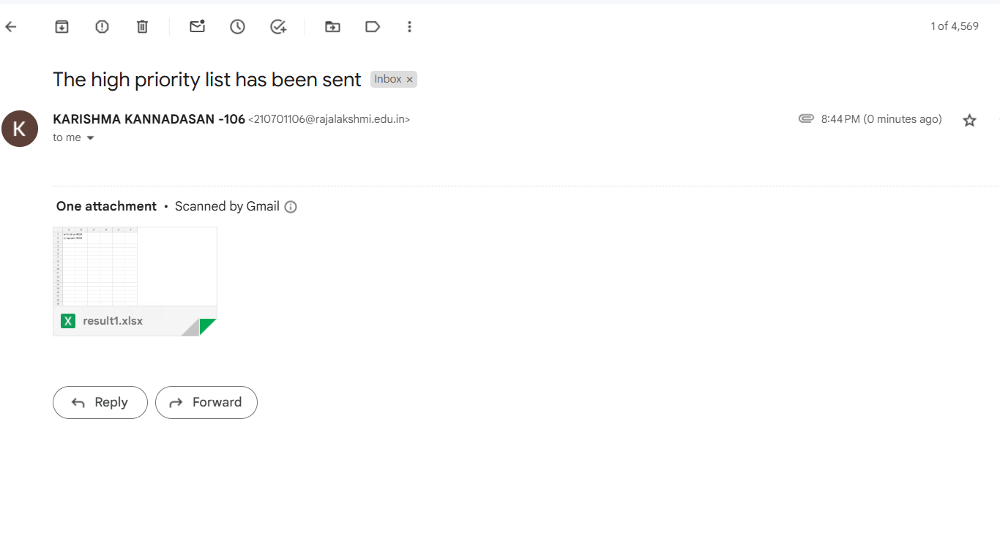 1 of 4,569
The high priority list has been sent Inbox ×
K
KARISHMA KANNADASAN -106 <210701106@rajalakshmi.edu.in>
8:44 PM (0 minutes ago)
to me
One attachment • Scanned by Gmail
X result1.xlsx
Reply
Forward